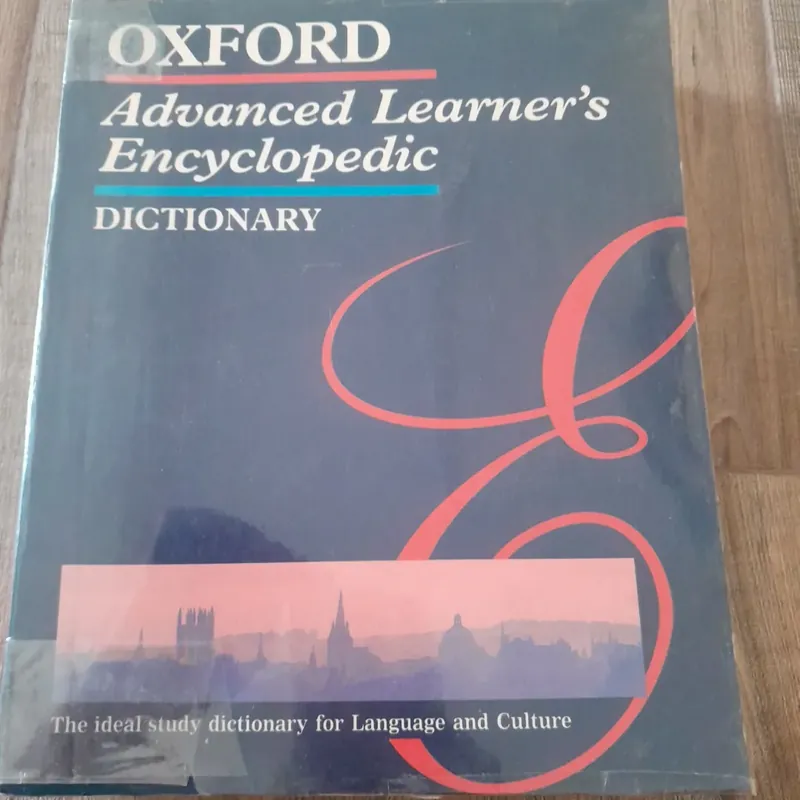 OXFORD
Advanced Learner's
Encyclopedic
DICTIONARY
The ideal study dictionary for Language and Culture